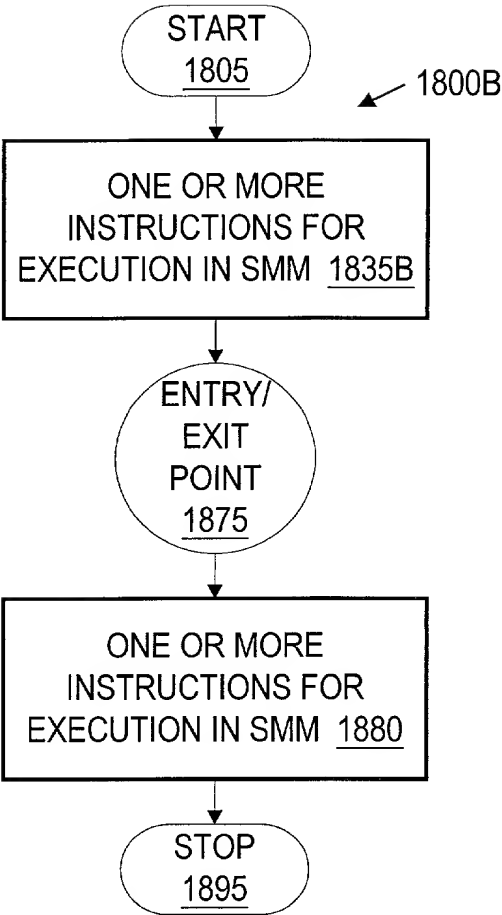 START
1805
1800B
ONE OR MORE
INSTRUCTIONS FOR
EXECUTION IN SMM 1835B
ENTRY/
EXIT
POINT
1875
ONE OR MORE
INSTRUCTIONS FOR
EXECUTION IN SMM 1880
STOP
1895